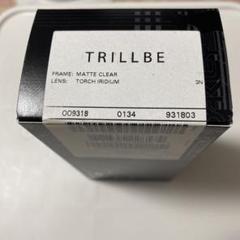 TRILLBE
FRAME: MATTE CLEAR
LENS: TORCH IRIDIUM
3N
009318 0134 931803